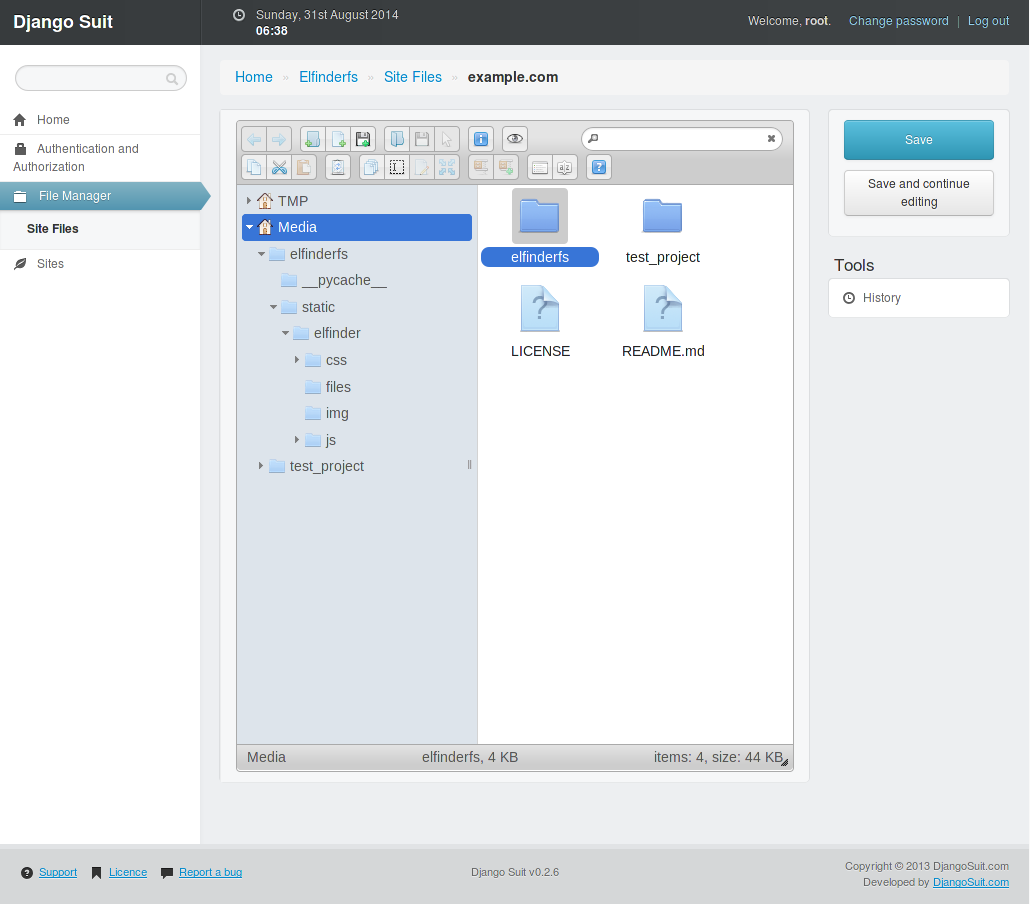 Django Suit
Sunday, 31st August 2014
06:38
Welcome, root. Change password | Log out
Home
Authentication and
Authorization
File Manager
Site Files
Sites
Home » Elfinderfs » Site Files » example.com
TMP
Media
elfinderfs
__pycache__
static
elfinder
css
files
img
js
test_project
elfinderfs
test_project
?
?
LICENSE
README.md
Media
elfinderfs, 4 KB
items: 4, size: 44 KB
Save
Save and continue
editing
Tools
History
Support
Licence
Report a bug
Django Suit v0.2.6
Copyright © 2013 DjangoSuit.com
Developed by DjangoSuit.com